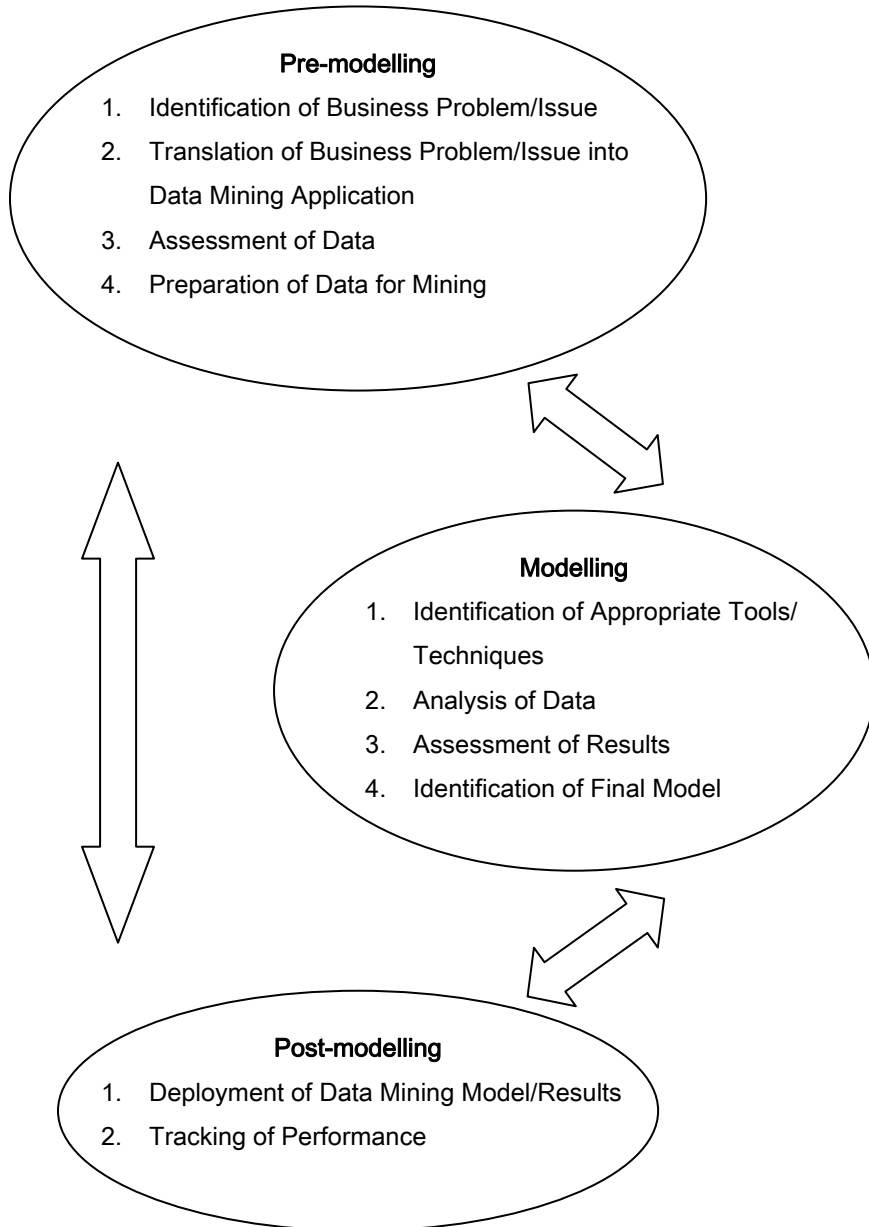 Pre-modelling
1. Identification of Business Problem/Issue
2. Translation of Business Problem/Issue into
Data Mining Application
3. Assessment of Data
4. Preparation of Data for Mining
Modelling
1. Identification of Appropriate Tools/
Techniques
2. Analysis of Data
3. Assessment of Results
4. Identification of Final Model
Post-modelling
1. Deployment of Data Mining Model/Results
2. Tracking of Performance